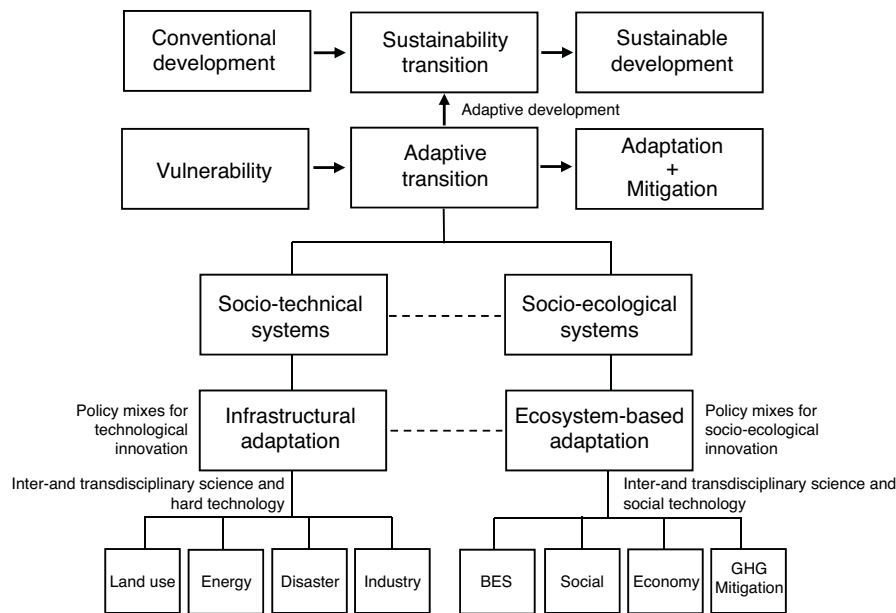 Conventional
development
Sustainability
transition
Sustainable
development
Adaptive development
Vulnerability
Adaptive
transition
Adaptation
+
Mitigation
Socio-technical
systems
Socio-ecological
systems
Policy mixes for
technological
innovation
Infrastructural
adaptation
Ecosystem-based
adaptation
Policy mixes for
socio-ecological
innovation
Inter-and transdisciplinary science and
hard technology
Inter-and transdisciplinary science and
social technology
Land use
Energy
Disaster
Industry
BES
Social
Economy
GHG
Mitigation